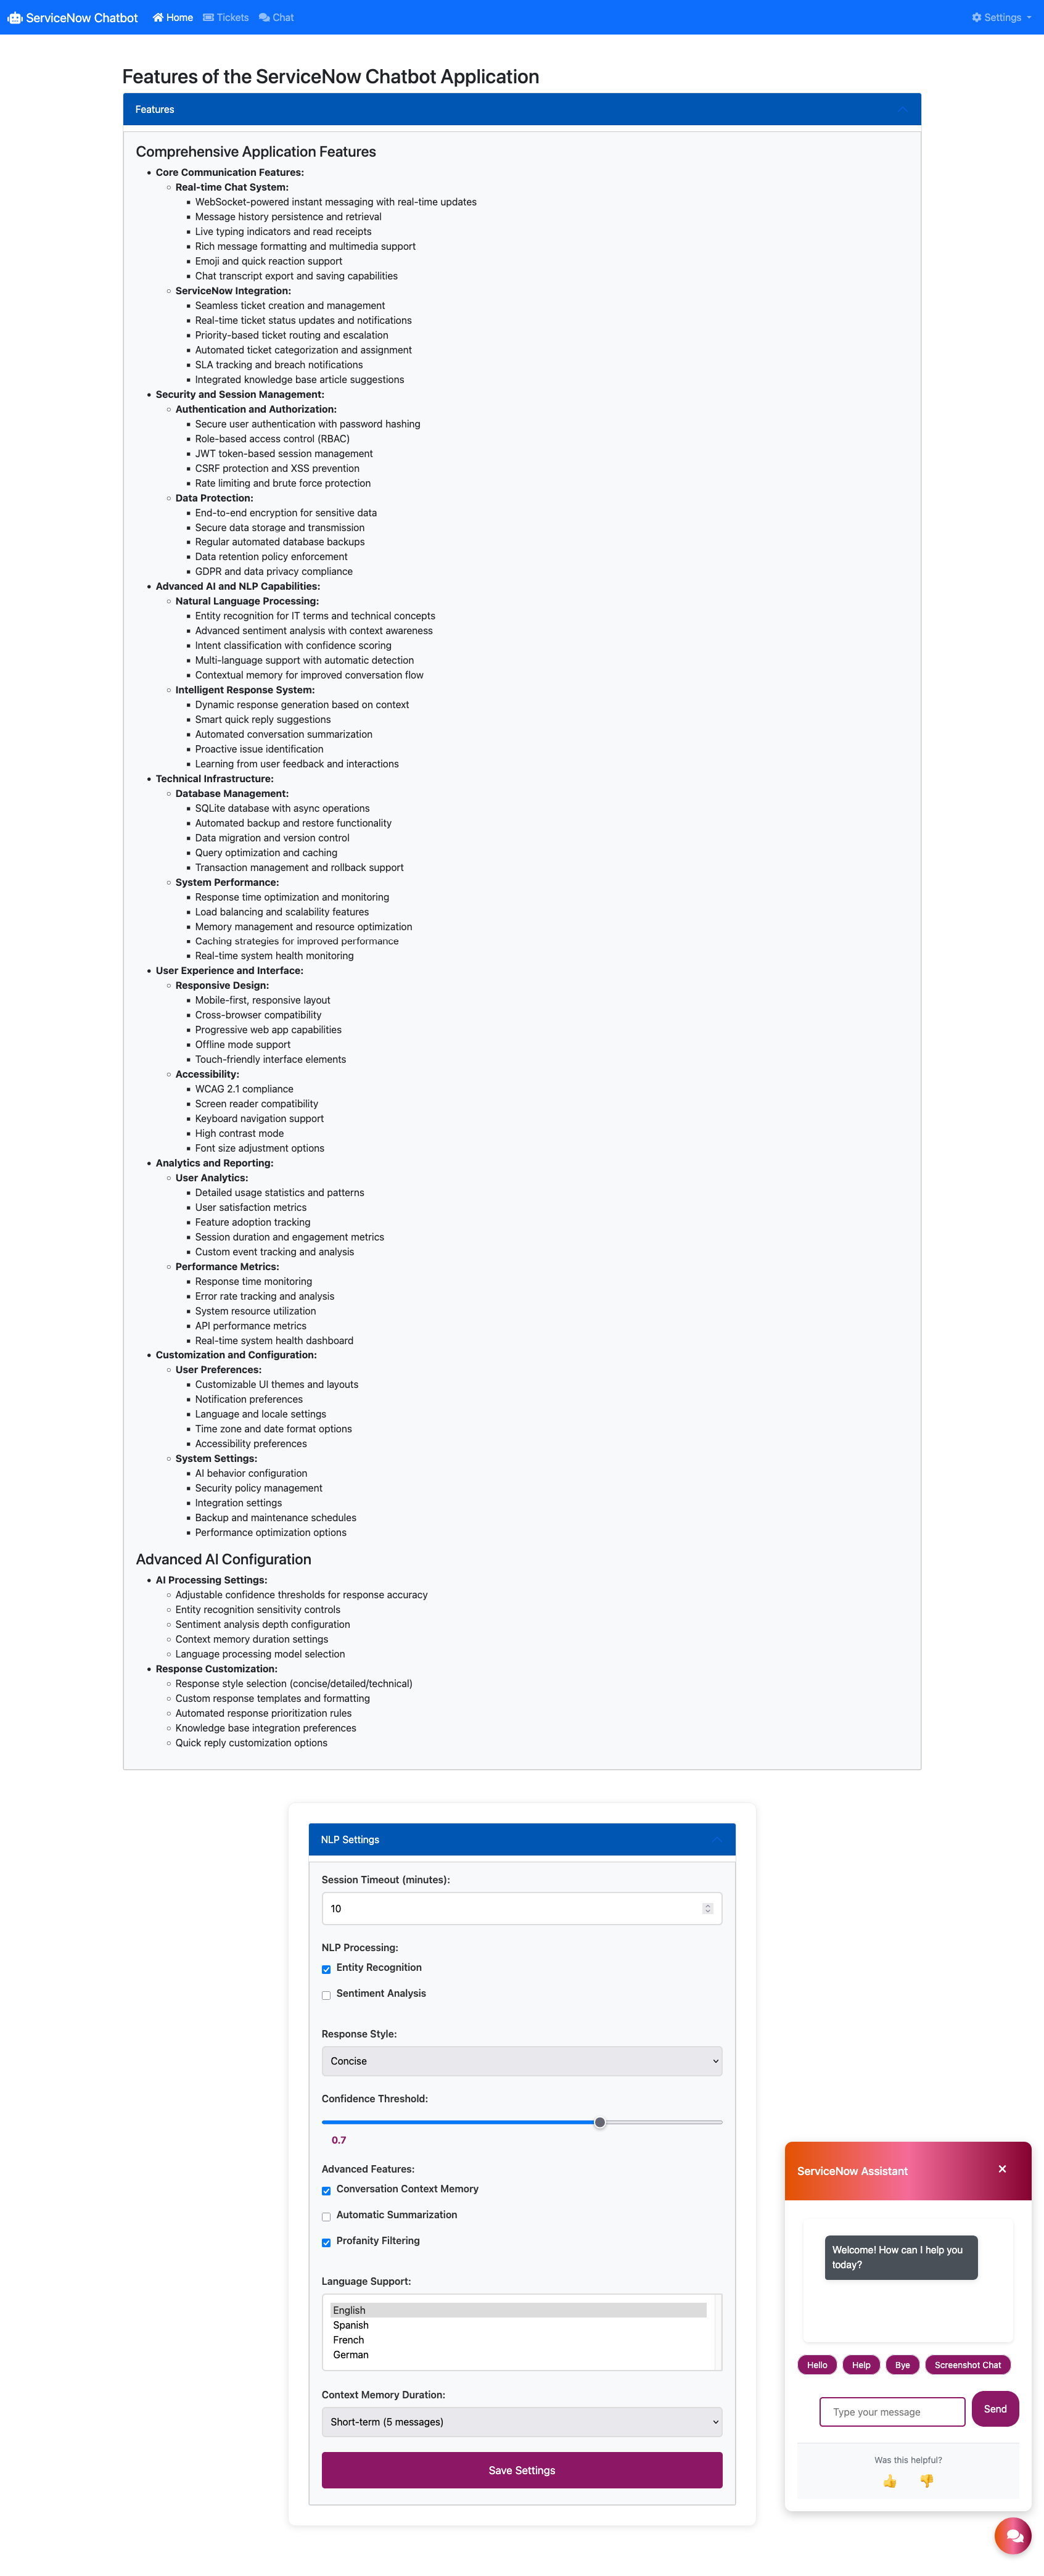 ServiceNow Chatbot Home Tickets Chat Settings
Features of the ServiceNow Chatbot Application
Features
Comprehensive Application Features
Core Communication Features:
Real-time Chat System:
WebSocket-powered instant messaging with real-time updates
Message history persistence and retrieval
Live typing indicators and read receipts
Rich message formatting and multimedia support
Emoji and quick reaction support
Chat transcript export and saving capabilities
ServiceNow Integration:
Seamless ticket creation and management
Real-time ticket status updates and notifications
Priority-based ticket routing and escalation
Automated ticket categorization and assignment
SLA tracking and breach notifications
Integrated knowledge base article suggestions
Security and Session Management:
Authentication and Authorization:
Secure user authentication with password hashing
Role-based access control (RBAC)
JWT token-based session management
CSRF protection and XSS prevention
Rate limiting and brute force protection
Data Protection:
End-to-end encryption for sensitive data
Secure data storage and transmission
Regular automated database backups
Data retention policy enforcement
GDPR and data privacy compliance
Advanced AI and NLP Capabilities:
Natural Language Processing:
Entity recognition for IT terms and technical concepts
Advanced sentiment analysis with context awareness
Intent classification with confidence scoring
Multi-language support with automatic detection
Contextual memory for improved conversation flow
Intelligent Response System:
Dynamic response generation based on context
Smart quick reply suggestions
Automated conversation summarization
Proactive issue identification
Learning from user feedback and interactions
Technical Infrastructure:
Database Management:
SQLite database with async operations
Automated backup and restore functionality
Data migration and version control
Query optimization and caching
Transaction management and rollback support
System Performance:
Response time optimization and monitoring
Load balancing and scalability features
Memory management and resource optimization
Caching strategies for improved performance
Real-time system health monitoring
User Experience and Interface:
Responsive Design:
Mobile-first, responsive layout
Cross-browser compatibility
Progressive web app capabilities
Offline mode support
Touch-friendly interface elements
Accessibility:
WCAG 2.1 compliance
Screen reader compatibility
Keyboard navigation support
High contrast mode
Font size adjustment options
Analytics and Reporting:
User Analytics:
Detailed usage statistics and patterns
User satisfaction metrics
Feature adoption tracking
Session duration and engagement metrics
Custom event tracking and analysis
Performance Metrics:
Response time monitoring
Error rate tracking and analysis
System resource utilization
API performance metrics
Real-time system health dashboard
Customization and Configuration:
User Preferences:
Customizable UI themes and layouts
Notification preferences
Language and locale settings
Time zone and date format options
Accessibility preferences
System Settings:
AI behavior configuration
Security policy management
Integration settings
Backup and maintenance schedules
Performance optimization options
Advanced AI Configuration
AI Processing Settings:
Adjustable confidence thresholds for response accuracy
Entity recognition sensitivity controls
Sentiment analysis depth configuration
Context memory duration settings
Language processing model selection
Response Customization:
Response style selection (concise/detailed/technical)
Custom response templates and formatting
Automated response prioritization rules
Knowledge base integration preferences
Quick reply customization options
NLP Settings
Session Timeout (minutes):
10
NLP Processing:
Entity Recognition
Sentiment Analysis
Response Style:
Concise
Confidence Threshold:
0.7
Advanced Features:
Conversation Context Memory
Automatic Summarization
Profanity Filtering
Language Support:
English
Spanish
French
German
Context Memory Duration:
Short-term (5 messages)
Save Settings
ServiceNow Assistant ×
Welcome! How can I help you
today?
Hello Help Bye Screenshot Chat
Type your message Send
Was this helpful?